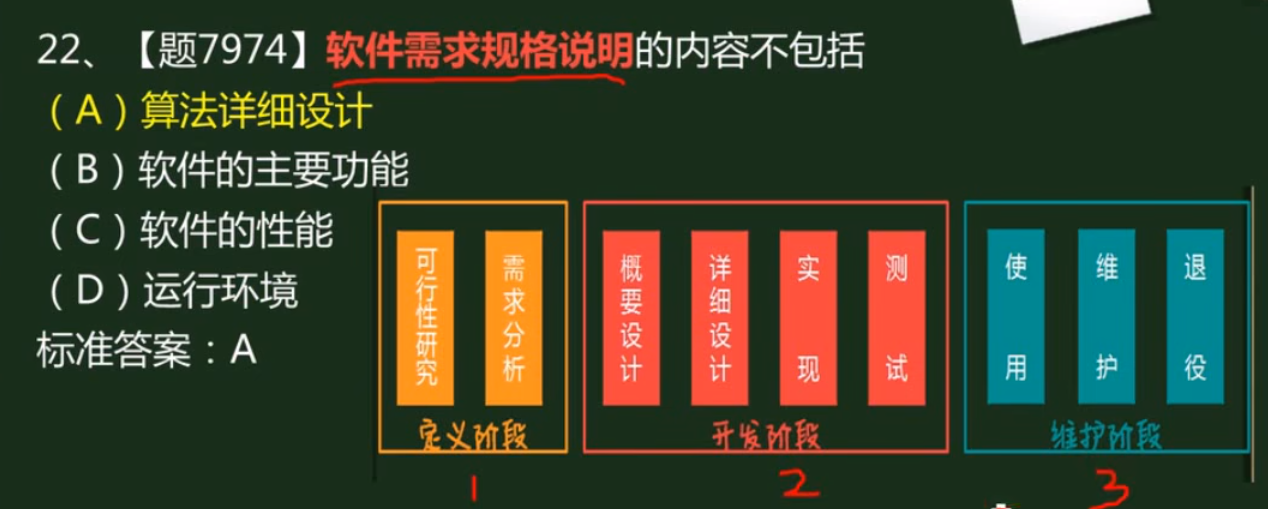 22、【题7974】软件需求规格说明的内容不包括
（A）算法详细设计
（B）软件的主要功能
（C）软件的性能
（D）运行环境
标准答案：A
可行性研究
需求分析
定义阶段
1
概要设计
详细设计
实现
测试
开发阶段
2
使用
维护
退役
维护阶段
3